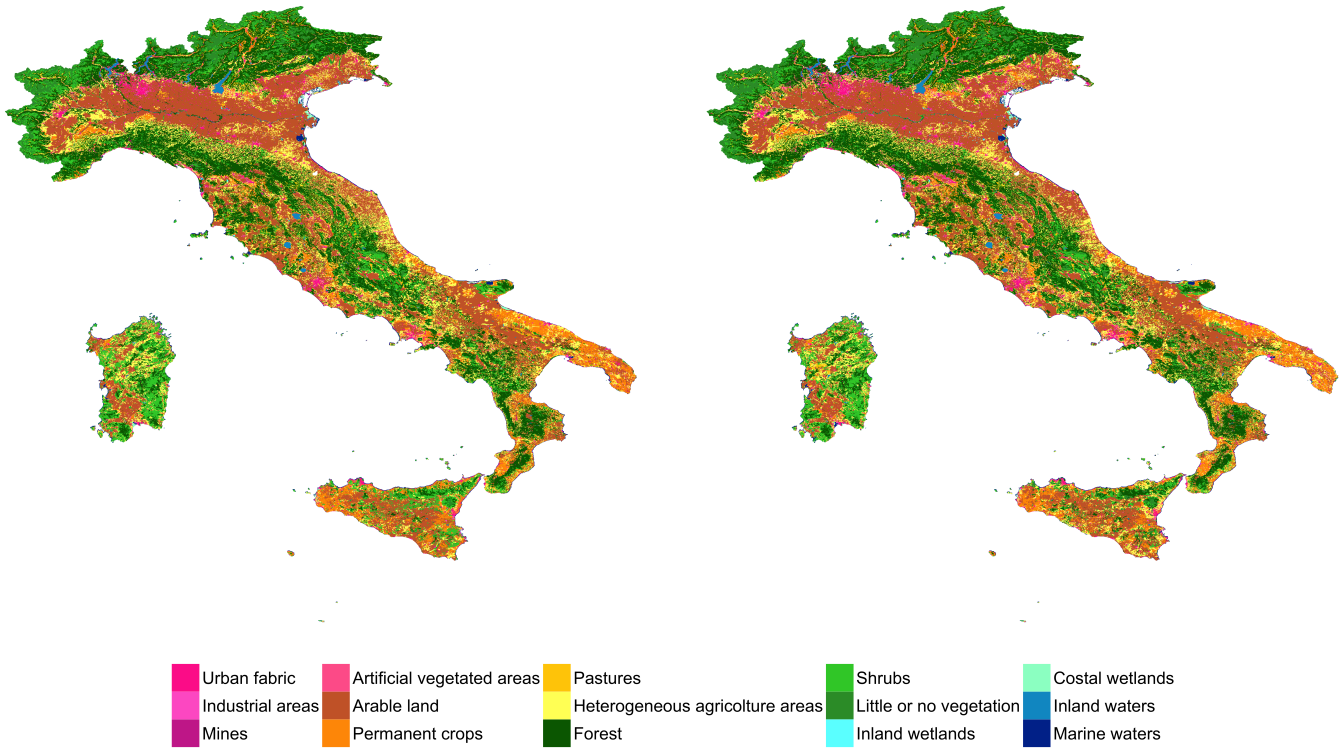 Urban fabric
Industrial areas
Mines
Artificial vegetated areas
Arable land
Permanent crops
Pastures
Heterogeneous agricolture areas
Forest
Shrubs
Little or no vegetation
Inland wetlands
Costal wetlands
Inland waters
Marine waters